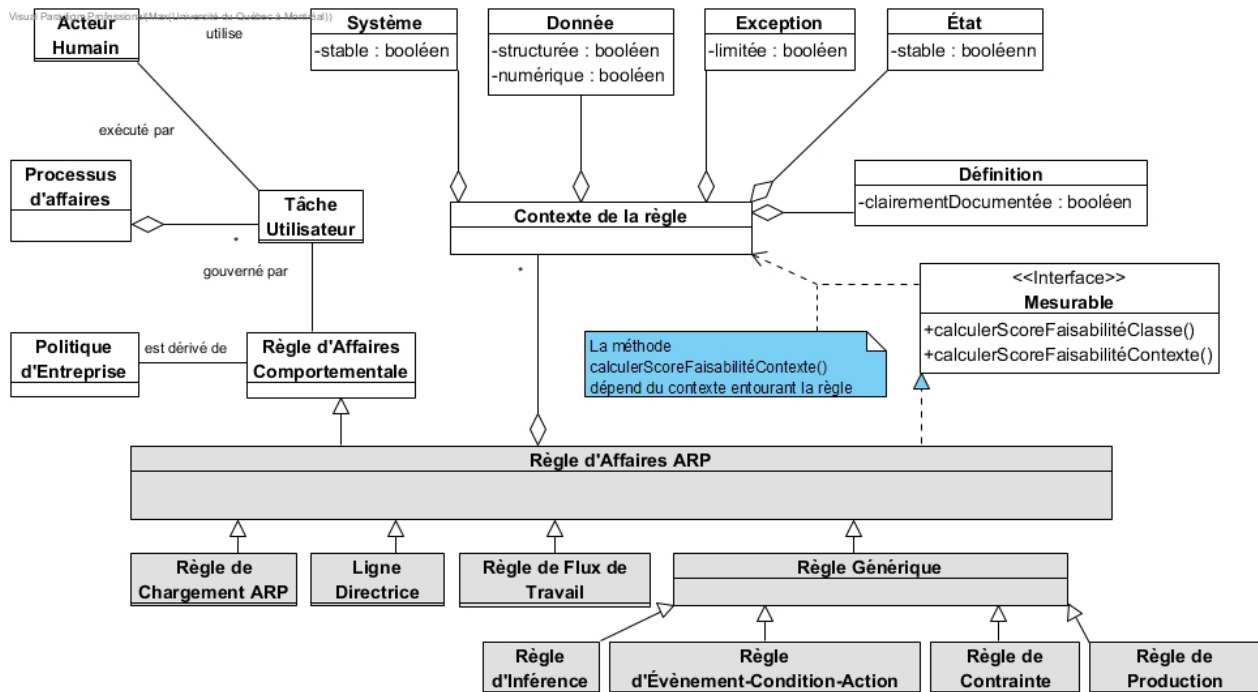 Visual Paradigm Professional(Max(Université du Québec à Montréal))
Acteur
Humain
utilise
Système
-stable : booléen
Donnée
-structurée : booléen
-numérique : booléen
Exception
-limitée : booléen
État
-stable : booléenn
exécuté par
Processus
d'affaires
*
Tâche
Utilisateur
Contexte de la règle
*
Définition
-clairementDocumentée : booléen
gouverné par
<<Interface>>
Mesurable
+calculerScoreFaisabilitéClasse()
+calculerScoreFaisabilitéContexte()
Politique
d'Entreprise
est dérivé de
Règle d'Affaires
Comportementale
La méthode
calculerScoreFaisabilitéContexte()
dépend du contexte entourant la règle
Règle d'Affaires ARP
Règle de
Chargement ARP
Ligne
Directrice
Règle de Flux de
Travail
Règle Générique
Règle
d'Inférence
Règle
d'Évènement-Condition-Action
Règle de
Contrainte
Règle de
Production